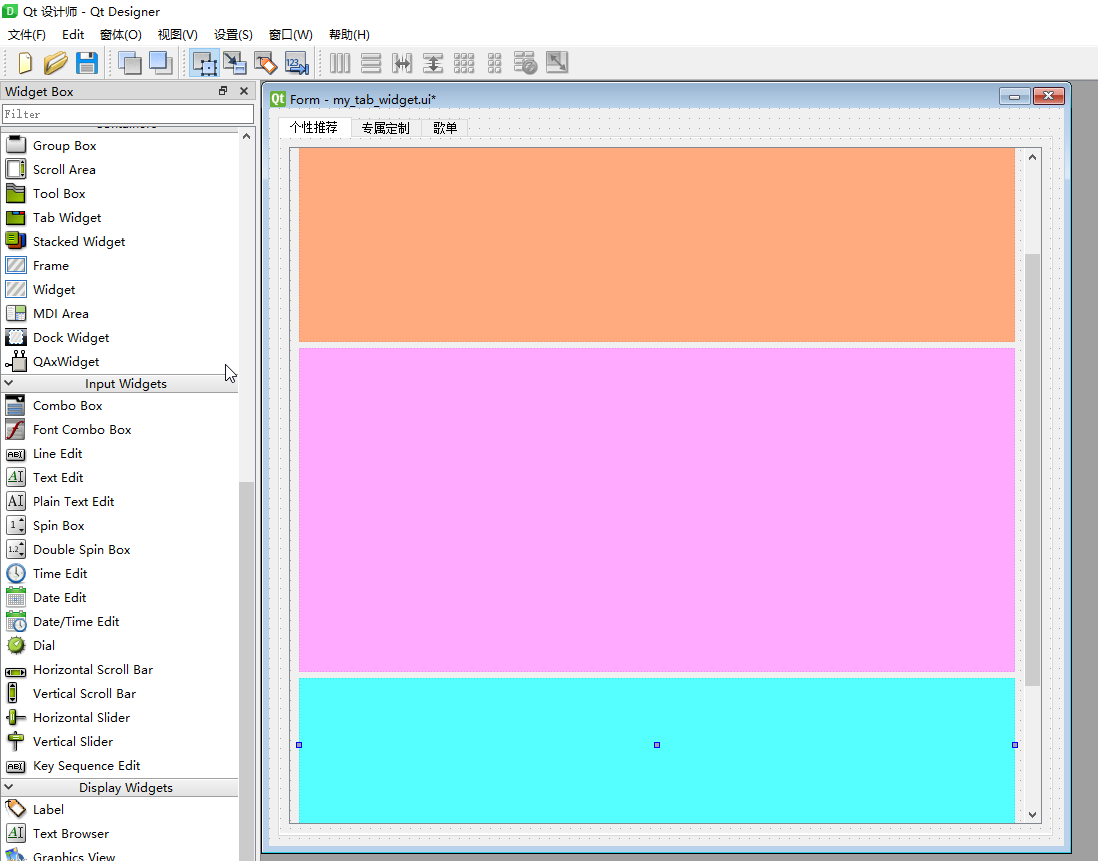 Qt 设计师 - Qt Designer
文件(F) Edit 窗体(O) 视图(V) 设置(S) 窗口(W) 帮助(H)
123
Widget Box
Filter
Containers
Group Box
Scroll Area
Tool Box
Tab Widget
Stacked Widget
Frame
Widget
MDI Area
Dock Widget
QAxWidget
Input Widgets
Combo Box
Font Combo Box
Line Edit
Text Edit
Plain Text Edit
Spin Box
Double Spin Box
Time Edit
Date Edit
Date/Time Edit
Dial
Horizontal Scroll Bar
Vertical Scroll Bar
Horizontal Slider
Vertical Slider
Key Sequence Edit
Display Widgets
Label
Text Browser
Graphics View
Qt Form - my_tab_widget.ui*
个性推荐 专属定制 歌单